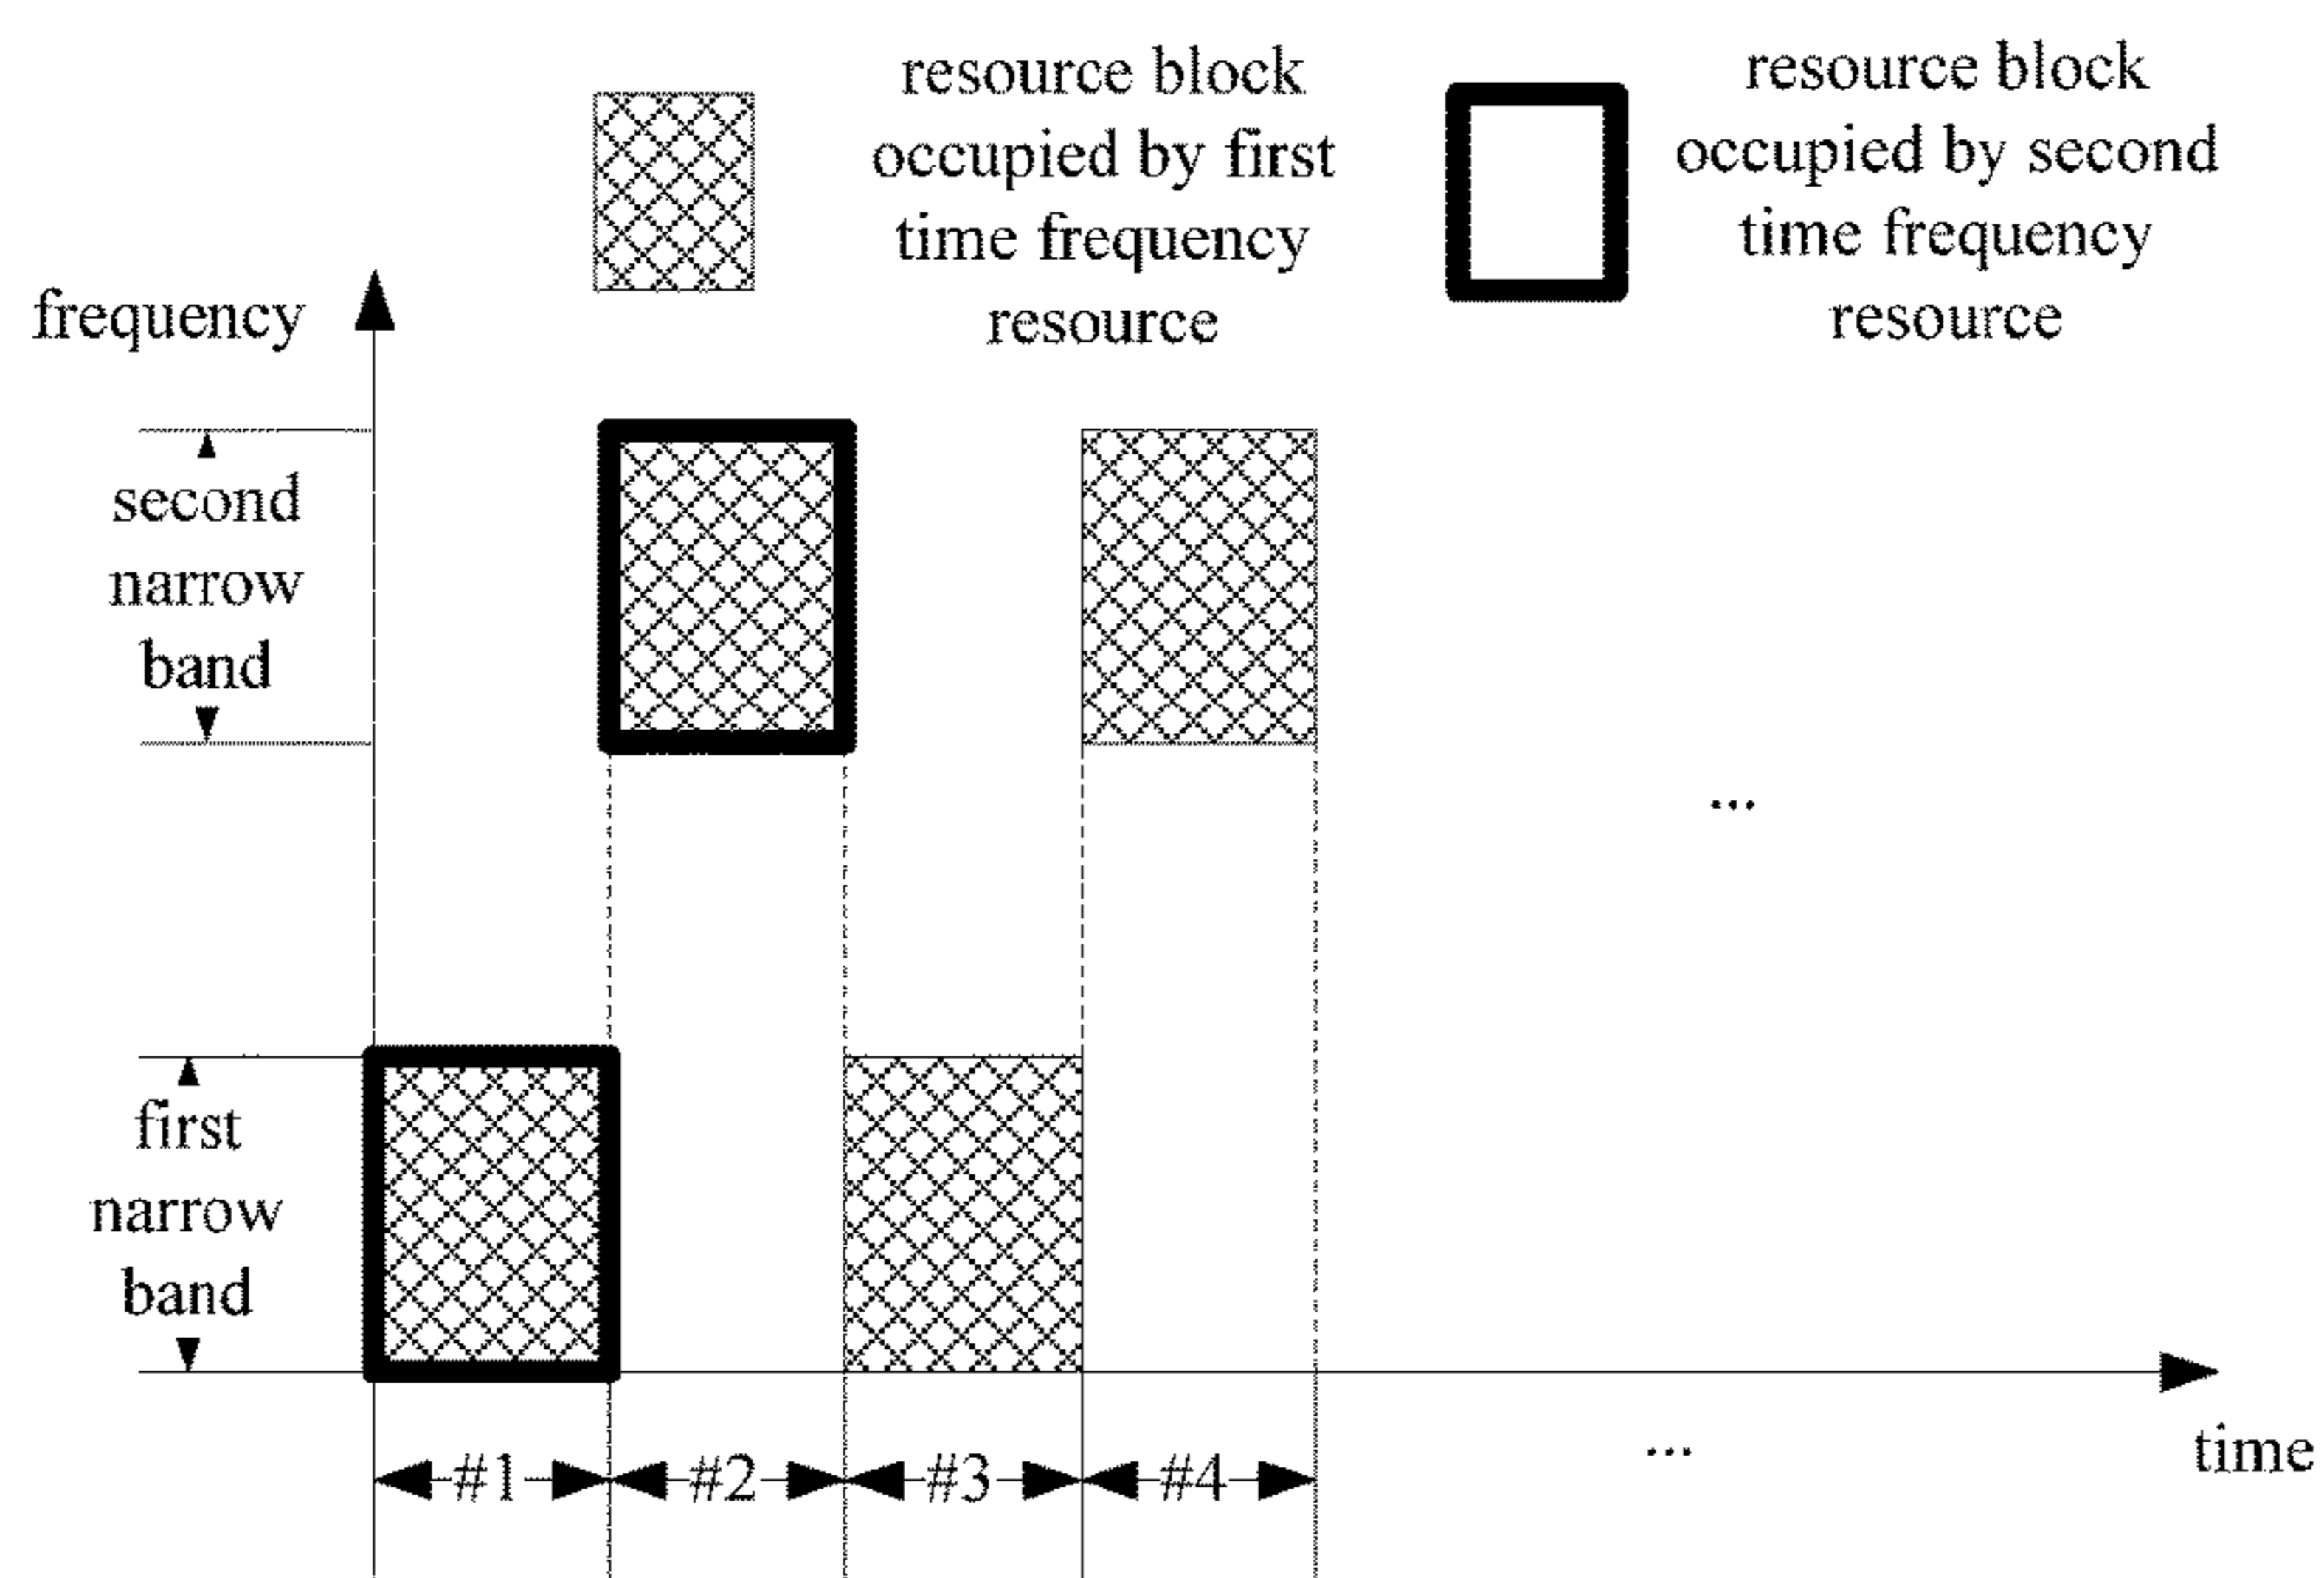 resource block
occupied by first
time frequency
resource
resource block
occupied by second
time frequency
resource
frequency
second
narrow
band
...
first
narrow
band
#1 #2 #3 #4 ...
time